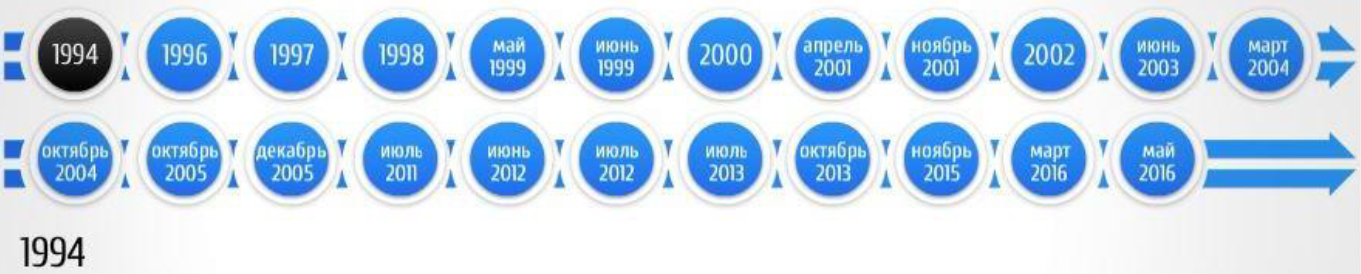 1994
1996
1997
1998
май
1999
июнь
1999
2000
апрель
2001
ноябрь
2001
2002
июнь
2003
март
2004
октябрь
2004
октябрь
2005
декабрь
2005
июль
2011
июнь
2012
июль
2012
июль
2013
октябрь
2013
ноябрь
2015
март
2016
май
2016
1994